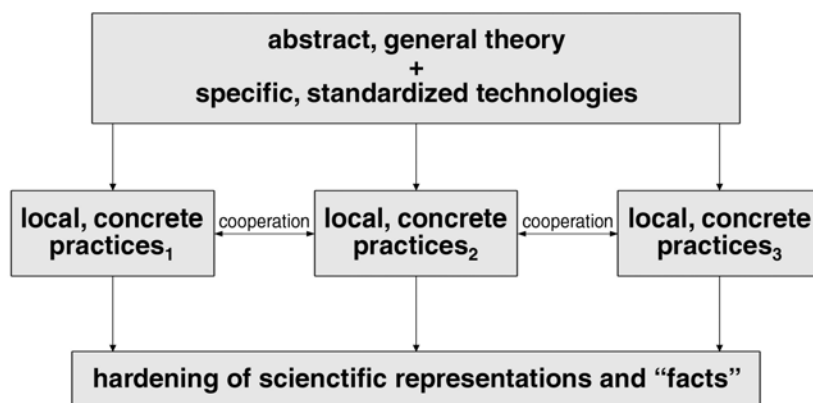 abstract, general theory
+
specific, standardized technologies
local, concrete
practices₁
cooperation
local, concrete
practices₂
cooperation
local, concrete
practices₃
hardening of scienctific representations and “facts”